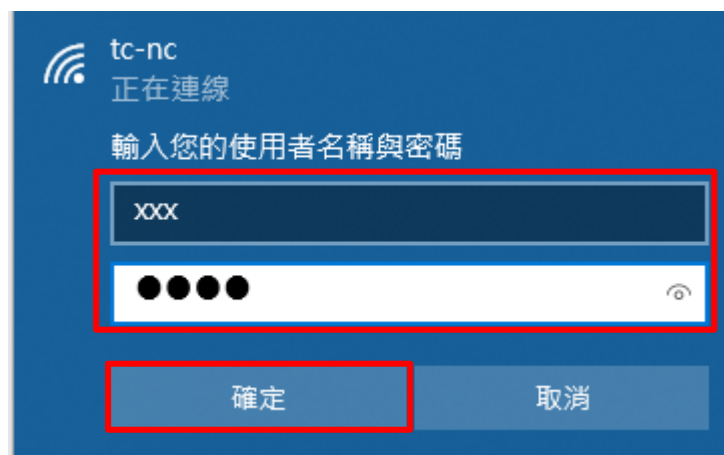 tc-nc
正在連線
輸入您的使用者名稱與密碼
xxx
●●●●
確定 取消